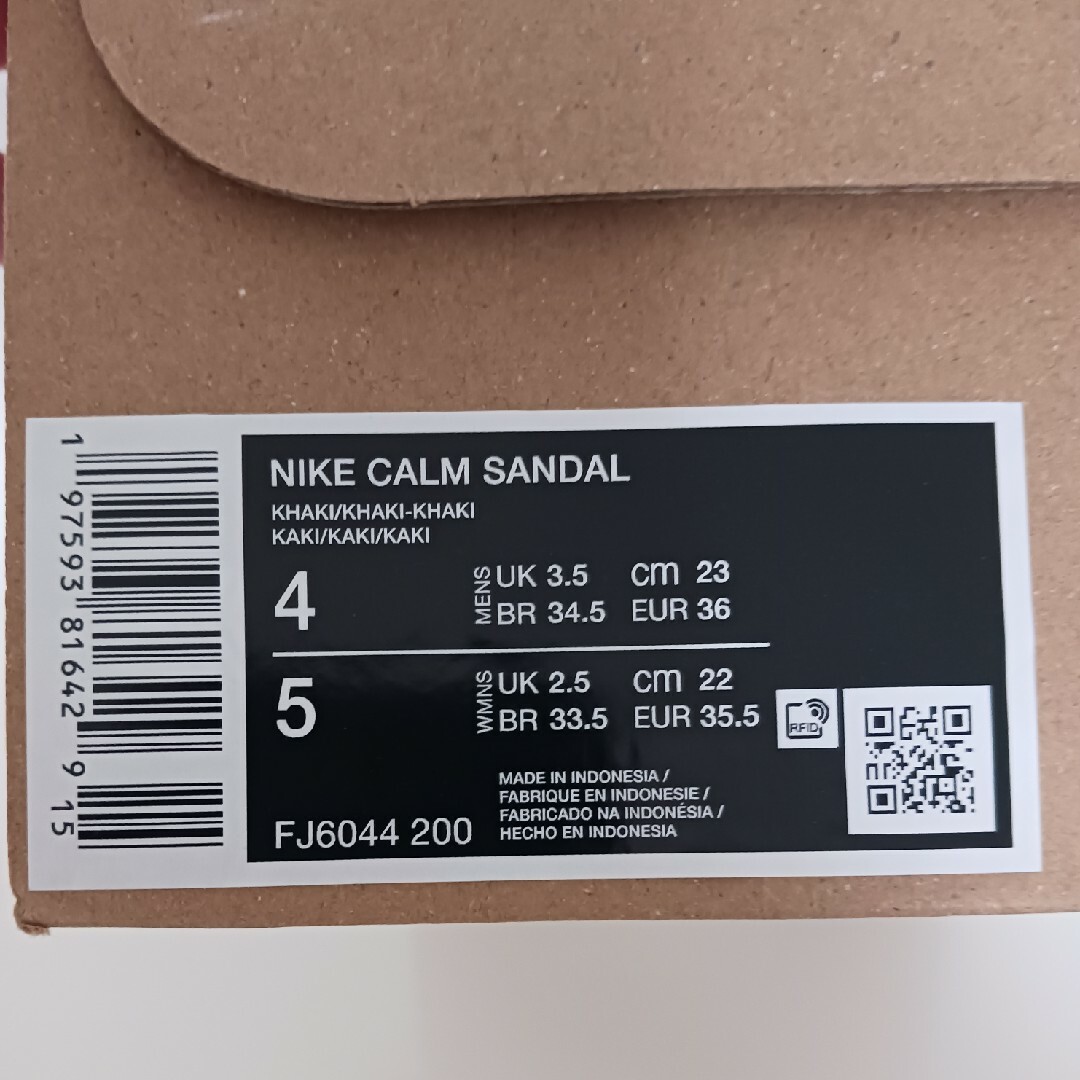 1 97593 81642 9 15
NIKE CALM SANDAL
KHAKI/KHAKI-KHAKI
KAKI/KAKI/KAKI
4 MENS UK 3.5 cm 23
BR 34.5 EUR 36
5 WMNS UK 2.5 cm 22
BR 33.5 EUR 35.5
RFID
MADE IN INDONESIA /
FABRIQUE EN INDONESIE /
FABRICADO NA INDONÉSIA /
HECHO EN INDONESIA
FJ6044 200